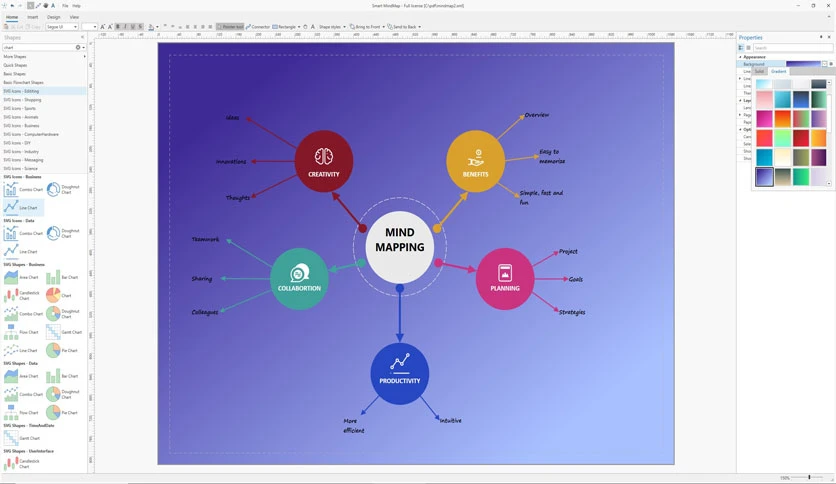 Smart MindMap - Full license [C:\pdf\mindmap2.xml]
File Help
Home Insert Design View
Segoe UI
B I U S
Pointer tool Connector Rectangle A Shape styles Bring to Front Send to Back
Shapes
chart
More Shapes
Quick Shapes
Basic Shapes
Basic Flowchart Shapes
SVG Icons - Editing
SVG Icons - Shopping
SVG Icons - Sports
SVG Icons - Animals
SVG Icons - Business
SVG Icons - ComputerHardware
SVG Icons - DIY
SVG Icons - Industry
SVG Icons - Messaging
SVG Icons - Science
SVG Icons - Business
Combo Chart
Doughnut Chart
Line Chart
SVG Icons - Data
Combo Chart
Doughnut Chart
Line Chart
SVG Shapes - Business
Area Chart
Bar Chart
Candlestick Chart
Chart
Combo Chart
Doughnut Chart
Flow Chart
Gantt Chart
Line Chart
Pie Chart
SVG Shapes - Data
Area Chart
Bar Chart
Combo Chart
Doughnut Chart
Flow Chart
Pie Chart
SVG Shapes - TimeAndDate
Gantt Chart
SVG Shapes - UserInterface
Candlestick Chart
Ideas
Innovations
Thoughts
CREATIVITY
Overview
Easy to
memorise
Simple, fast and
fun
BENEFITS
MIND
MAPPING
Teamwork
Sharing
Colleagues
COLLABORTION
Project
Goals
Strategies
PLANNING
PRODUCTIVITY
More
efficient
Intuitive
Properties
Search
Appearance
Background
Solid Gradient
150%